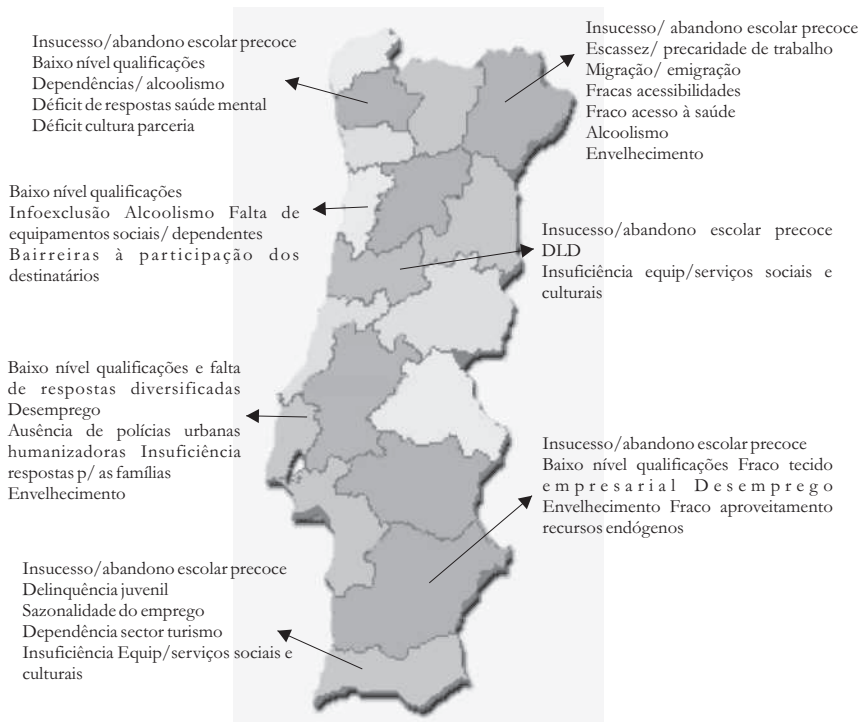 Insucesso/abandono escolar precoce
Baixo nível qualificações
Dependências/ alcoolismo
Déficit de respostas saúde mental
Déficit cultura parceria
Insucesso/ abandono escolar precoce
Escassez/ precaridade de trabalho
Migração/ emigração
Fracas acessibilidades
Fraco acesso à saúde
Alcoolismo
Envelhecimento
Baixo nível qualificações
Infoexclusão Alcoolismo Falta de
equipamentos sociais/ dependentes
Bairreiras à participação dos
destinatários
Insucesso/abandono escolar precoce
DLD
Insuficiência equip/serviços sociais e
culturais
Baixo nível qualificações e falta
de respostas diversificadas
Desemprego
Ausência de polícias urbanas
humanizadoras Insuficiência
respostas p/ as famílias
Envelhecimento
Insucesso/abandono escolar precoce
Baixo nível qualificações Fraco tecido
empresarial Desemprego
Envelhecimento Fraco aproveitamento
recursos endógenos
Insucesso/abandono escolar precoce
Delinquência juvenil
Sazonalidade do emprego
Dependência sector turismo
Insuficiência Equip/serviços sociais e
culturais